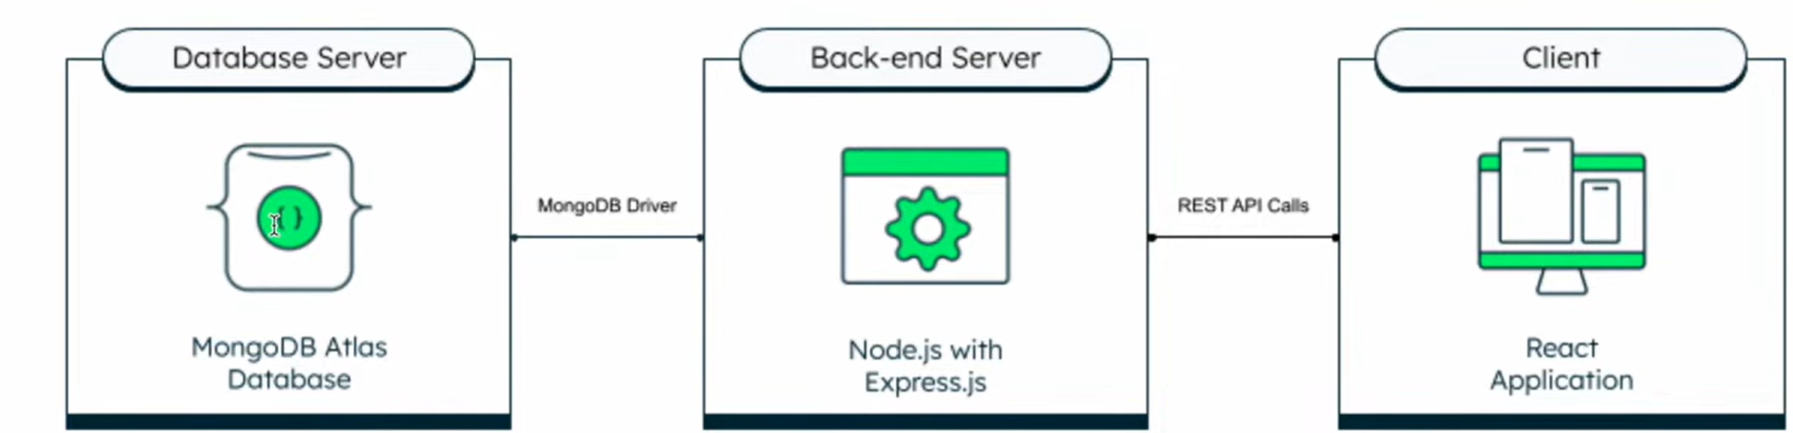 Database Server
MongoDB Atlas
Database
MongoDB Driver
Back-end Server
Node.js with
Express.js
REST API Calls
Client
React
Application